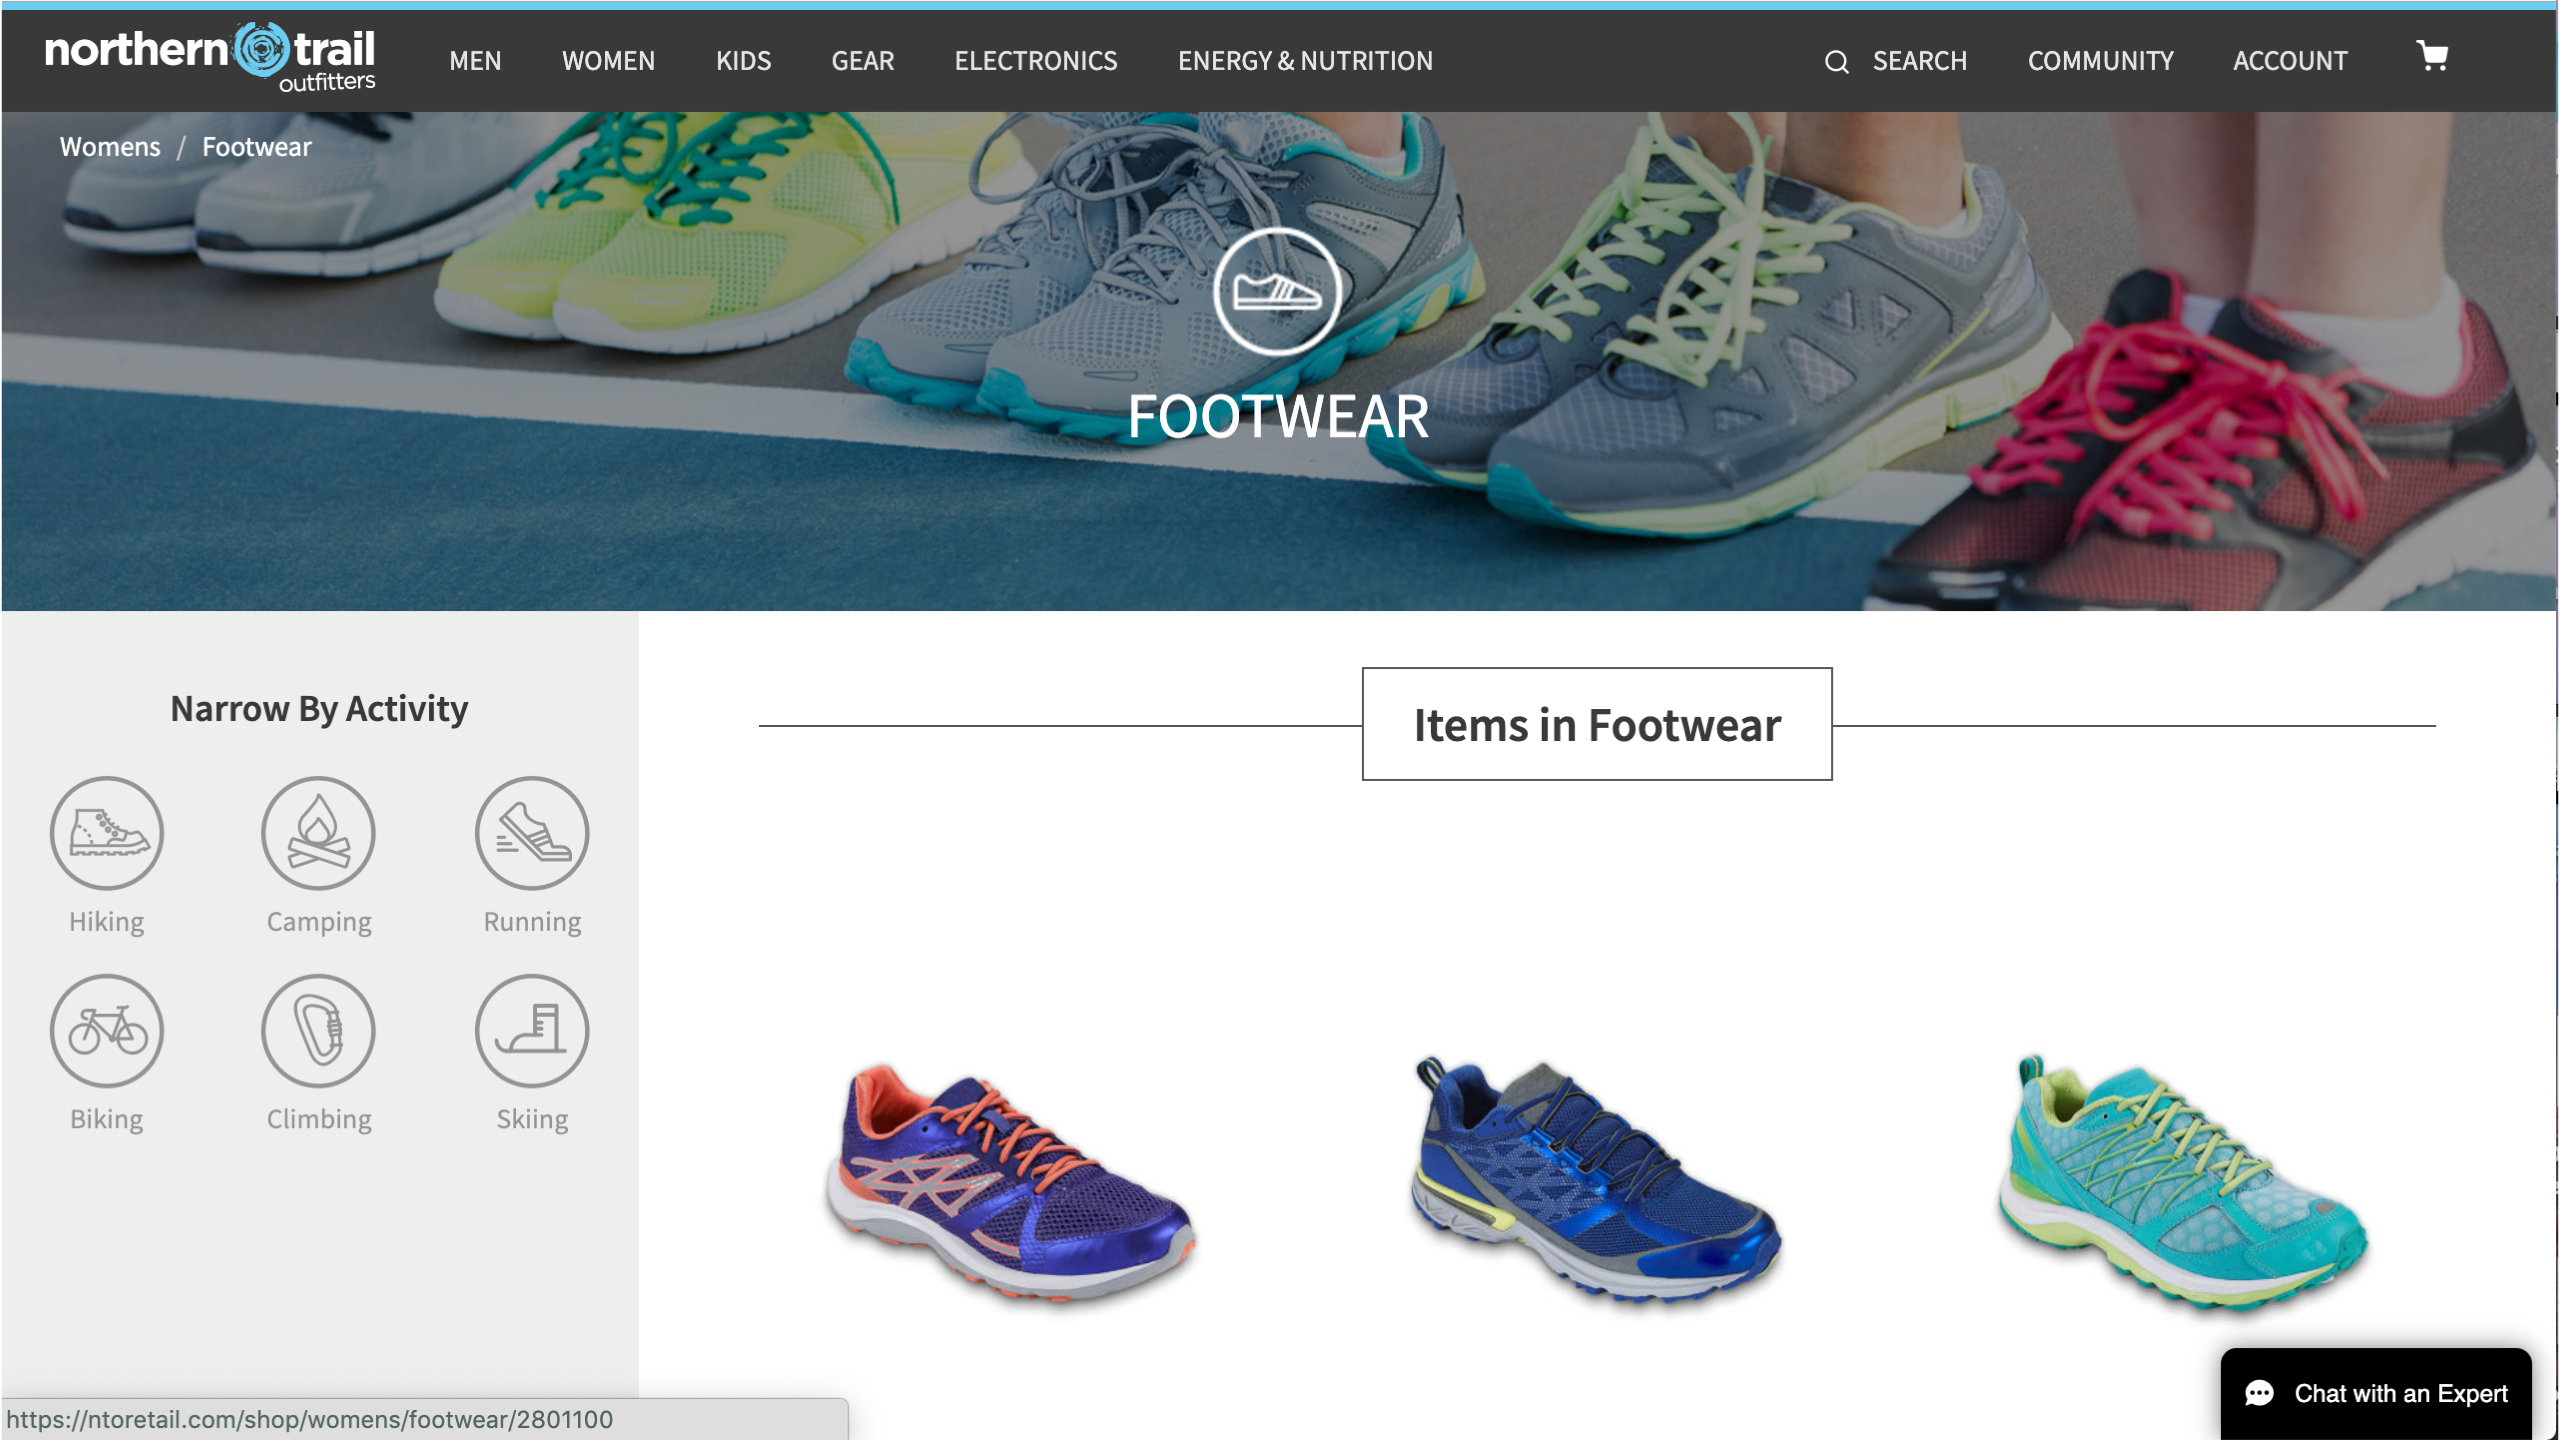 northern trail
outfitters
MEN WOMEN KIDS GEAR ELECTRONICS ENERGY & NUTRITION SEARCH COMMUNITY ACCOUNT
Womens / Footwear
FOOTWEAR
Narrow By Activity
Hiking Camping Running
Biking Climbing Skiing
Items in Footwear
Chat with an Expert
https://ntoretail.com/shop/womens/footwear/2801100